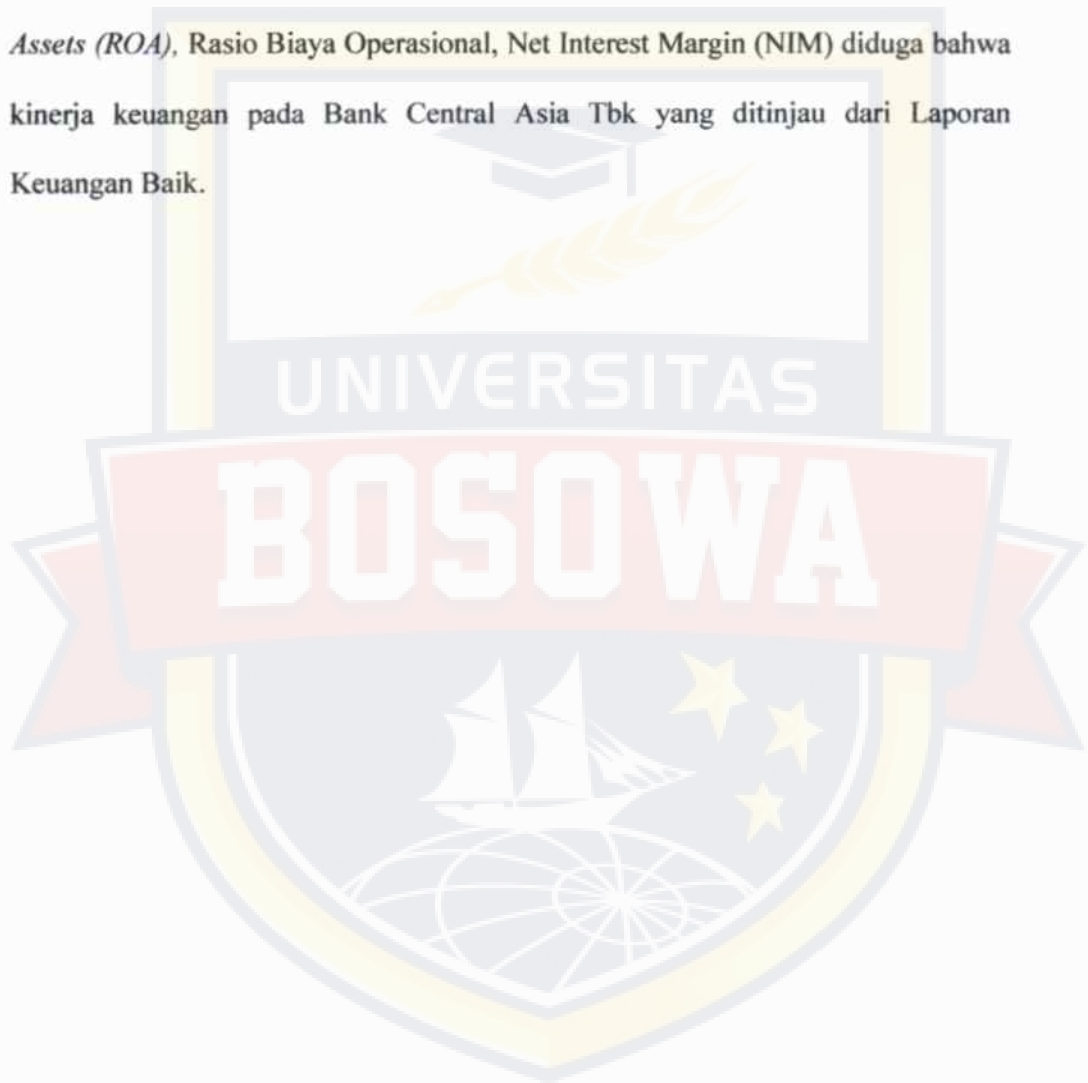 Assets (ROA), Rasio Biaya Operasional, Net Interest Margin (NIM) diduga bahwa
kinerja keuangan pada Bank Central Asia Tbk yang ditinjau dari Laporan
Keuangan Baik.
UNIVERSITAS
BOSOWA